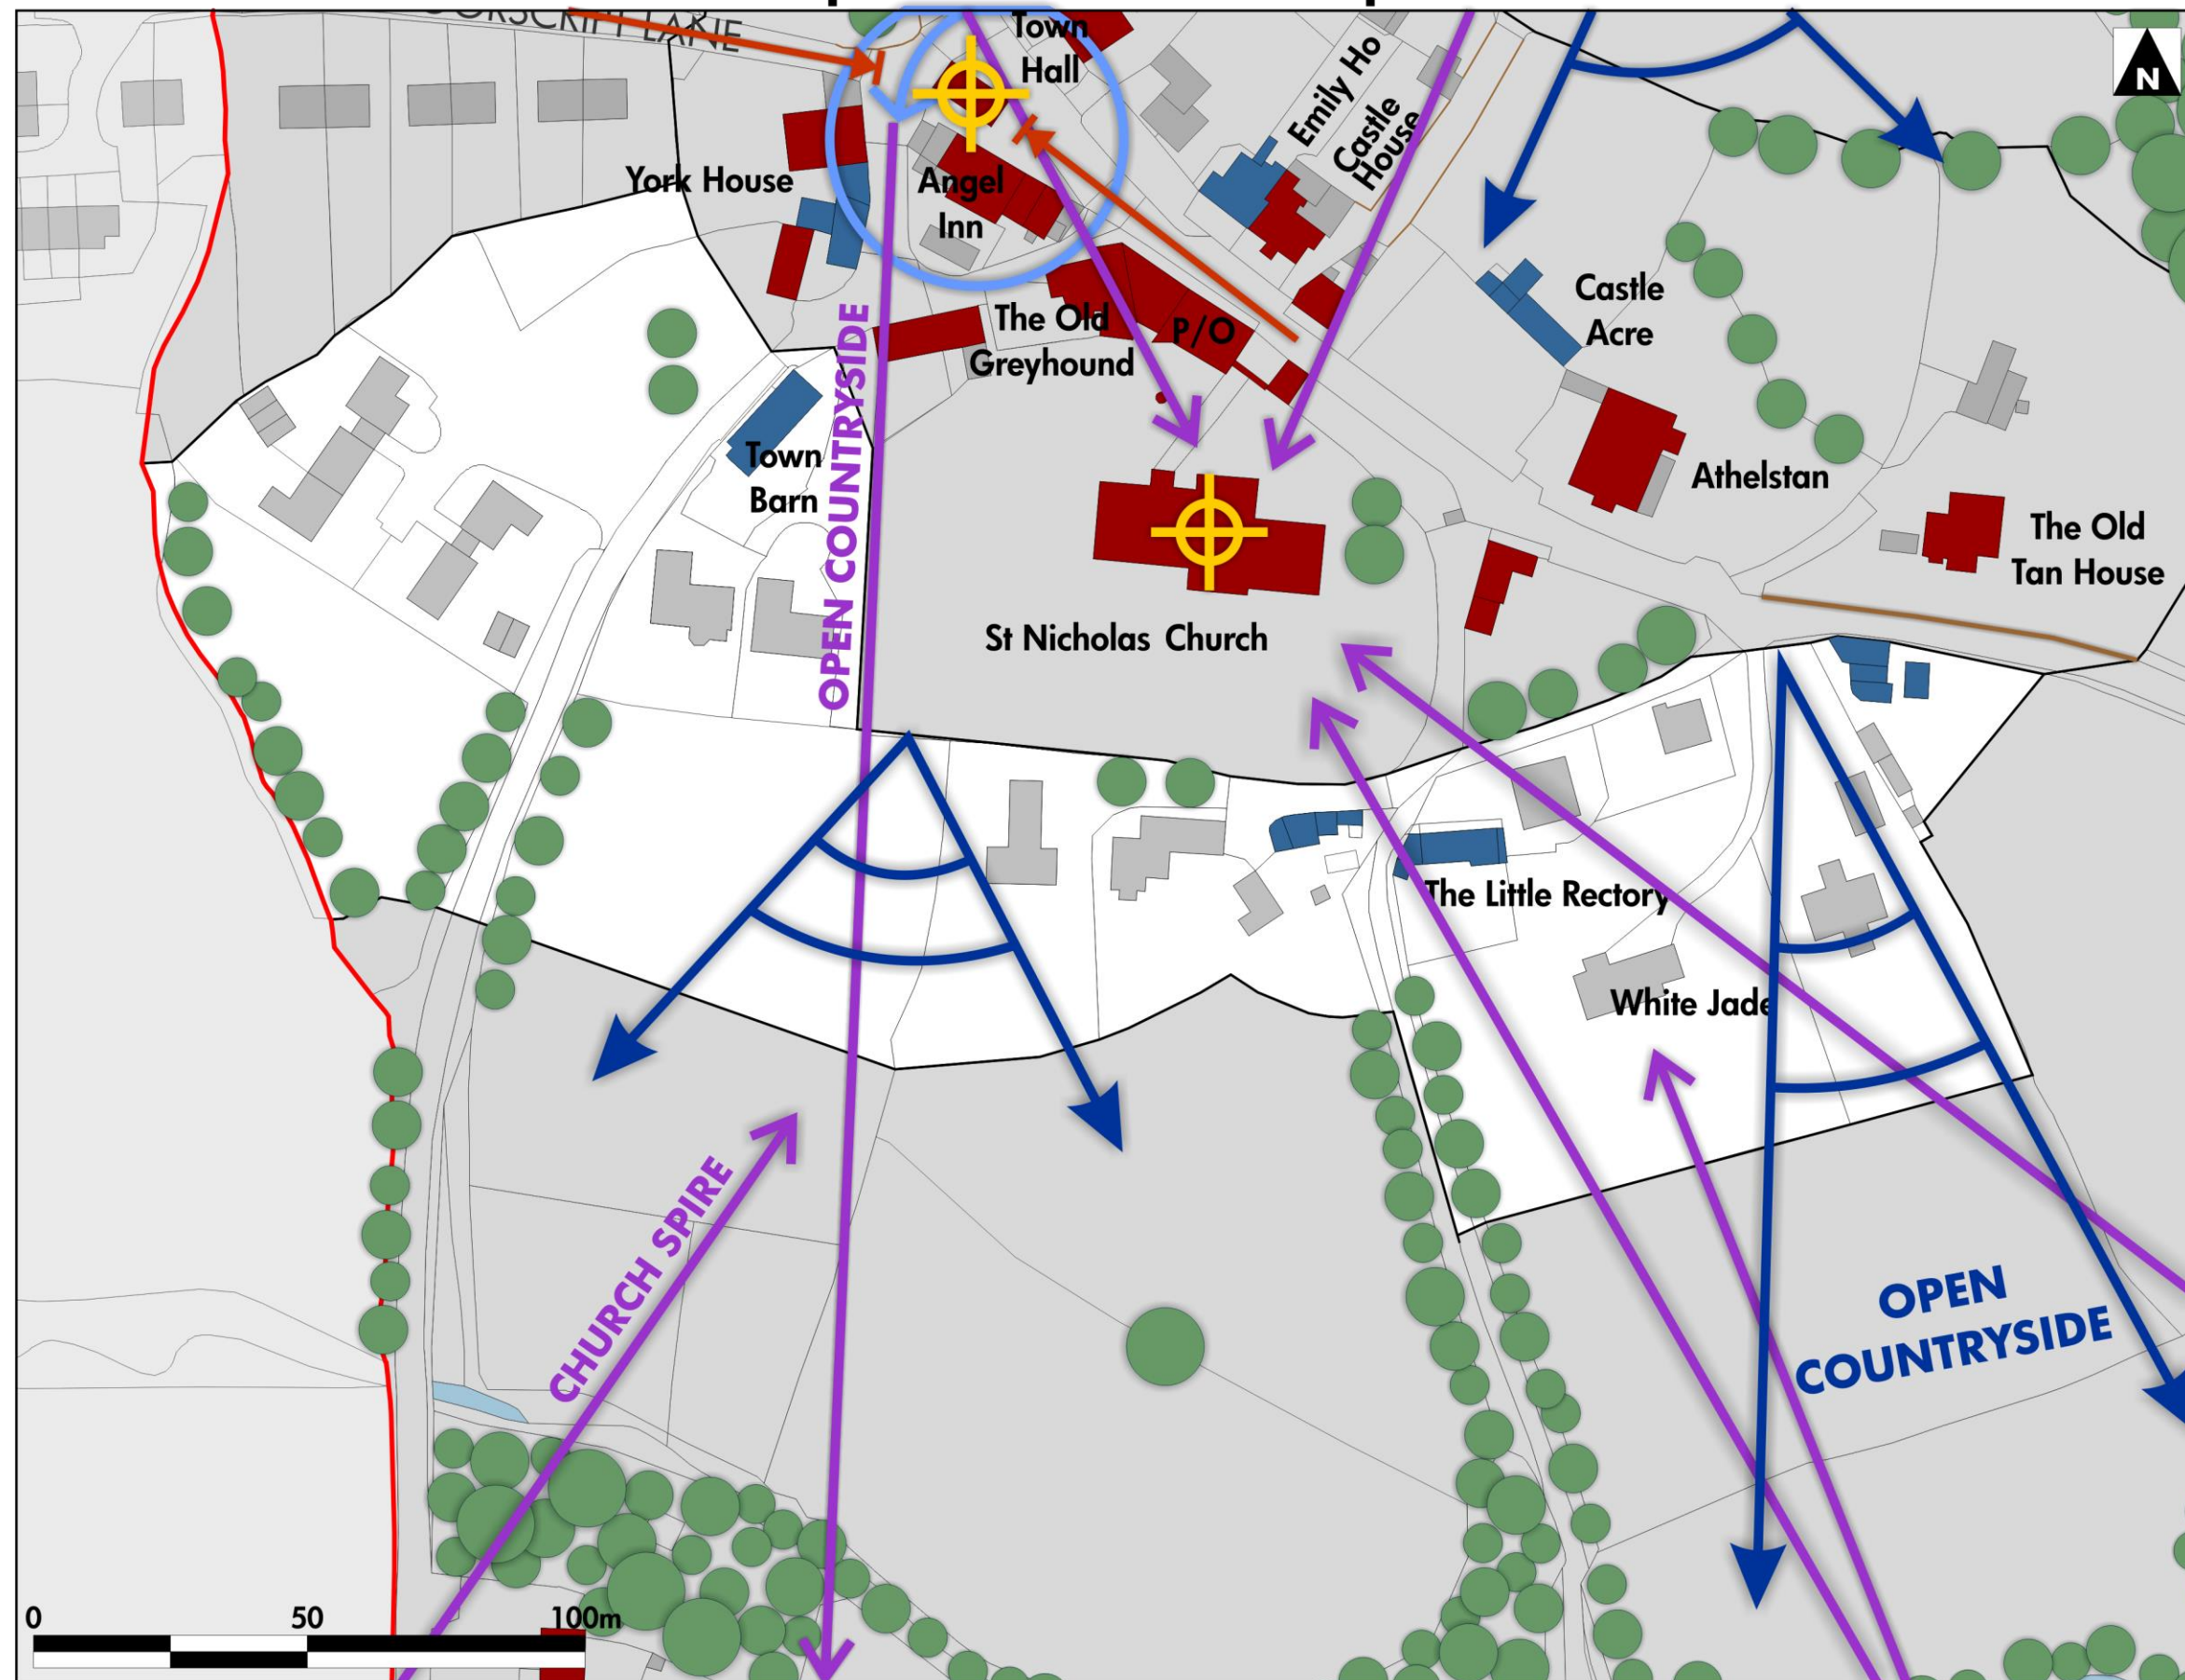 LANE
Town
Hall
N
Emily Ho
Castle
House
York House
Angel
Inn
Castle
Acre
The Old
Greyhound
P/O
Town
Barn
OPEN COUNTRYSIDE
Athelstan
The Old
Tan House
St Nicholas Church
The Little Rectory
White Jade
CHURCH SPIRE
OPEN
COUNTRYSIDE
0 50 100m